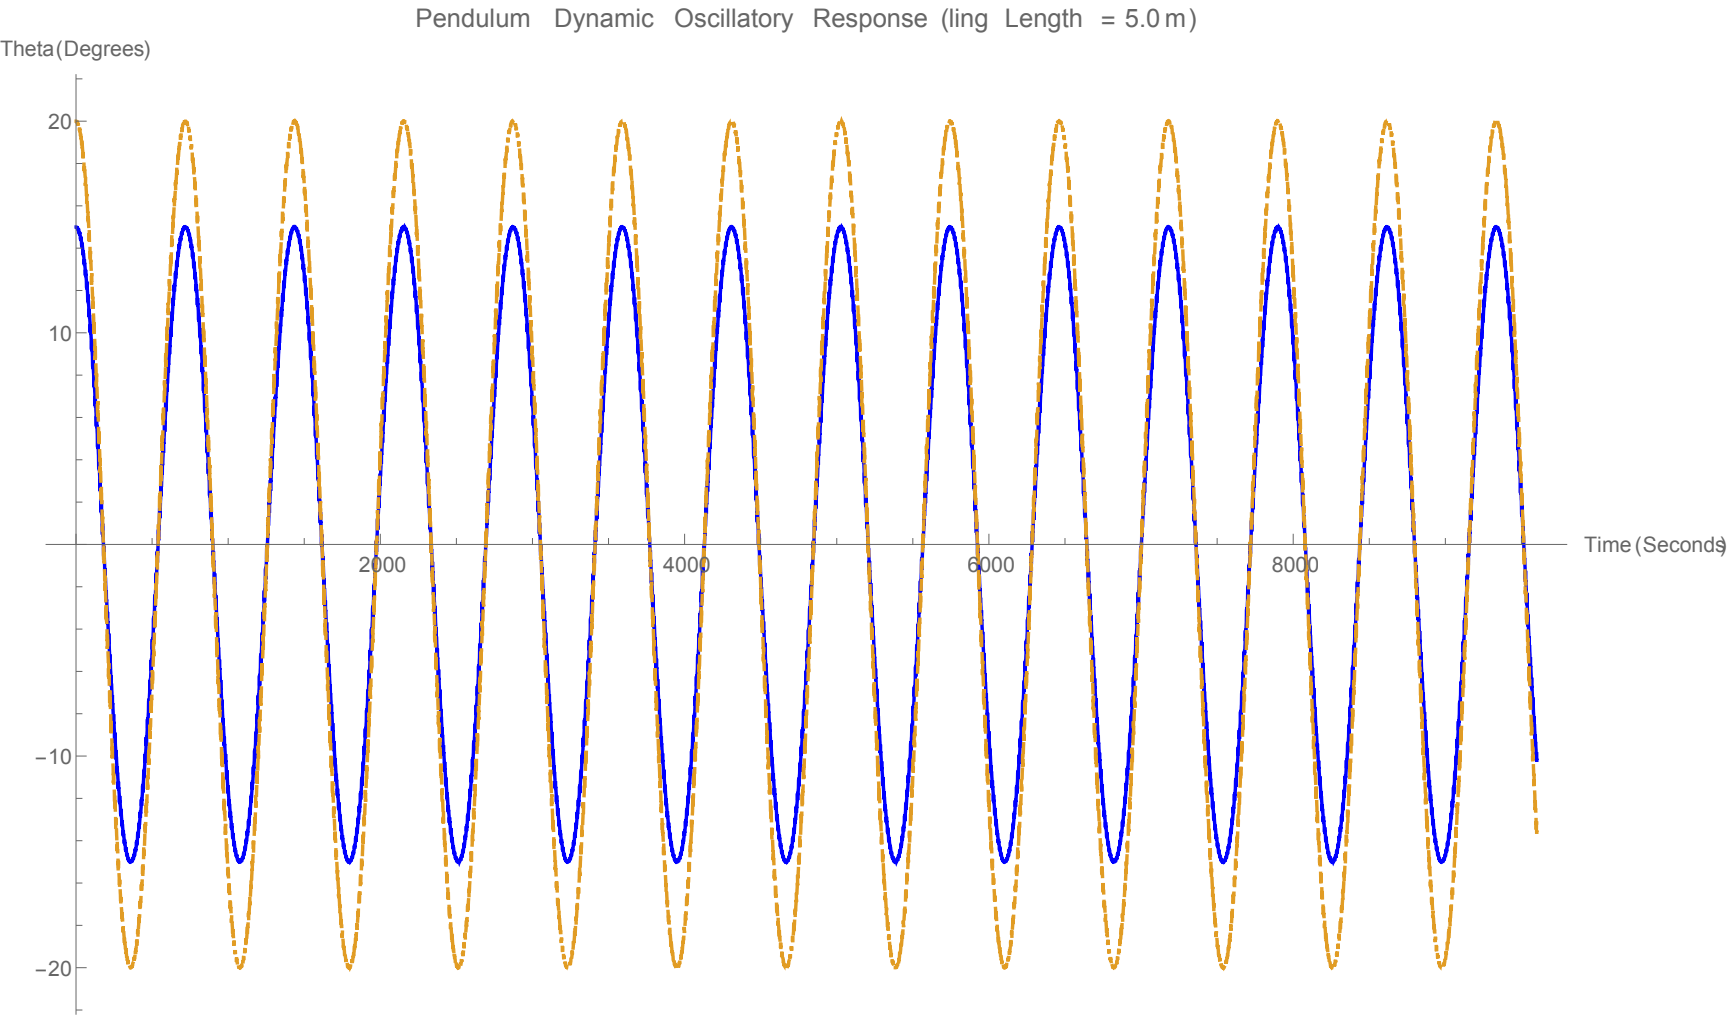 Pendulum Dynamic Oscillatory Response (ling Length = 5.0 m)
Theta (Degrees)
20
10
2000 4000 6000 8000 Time (Seconds)
-10
-20